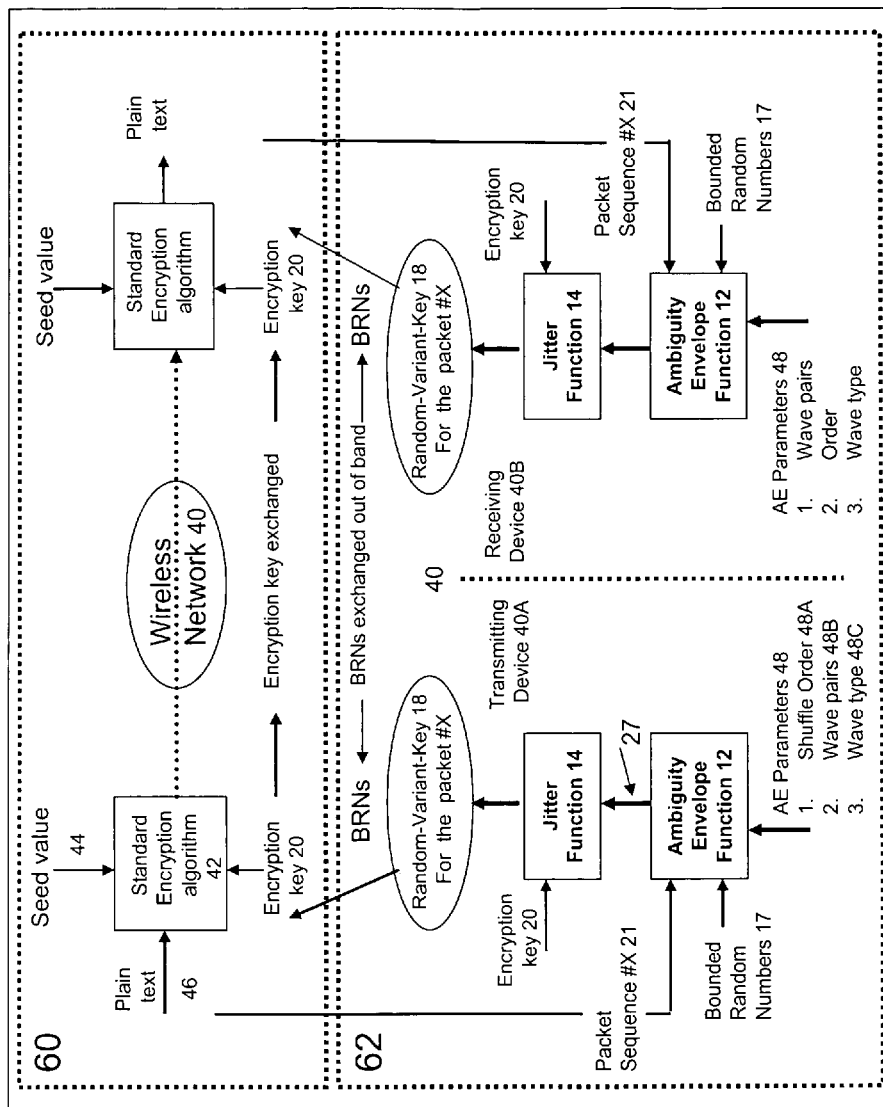 60
Seed value
44
Plain
text
46
Standard
Encryption
algorithm
42
Encryption
key 20
Wireless
Network 40
Encryption key exchanged
Seed value
Standard
Encryption
algorithm
Plain
text
Encryption
key 20
62
BRNs
BRNs exchanged out of band
BRNs
Random-Variant-Key 18
For the packet #X
40
Random-Variant-Key 18
For the packet #X
Transmitting
Device 40A
Receiving
Device 40B
Encryption
key 20
Jitter
Function 14
27
Jitter
Function 14
Encryption
key 20
Packet
Sequence #X 21
Ambiguity
Envelope
Function 12
Ambiguity
Envelope
Function 12
Packet
Sequence #X 21
Bounded
Random
Numbers 17
Bounded
Random
Numbers 17
AE Parameters 48
1. Shuffle Order 48A
2. Wave pairs 48B
3. Wave type 48C
AE Parameters 48
1. Wave pairs
2. Order
3. Wave type